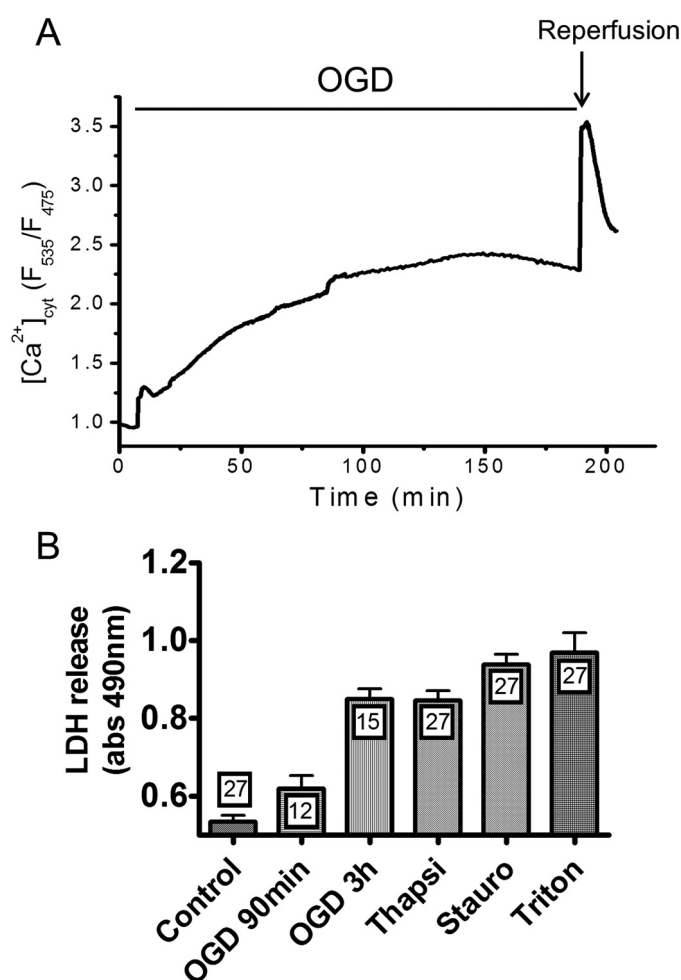 A
Reperfusion
OGD
[Ca2+]cyt (F535/F475)
3.5
3.0
2.5
2.0
1.5
1.0
0 50 100 150 200
Time (min)
B
LDH release
(abs 490nm)
1.2
1.0
0.8
0.6
27 12 15 27 27 27
Control
OGD 90min
OGD 3h
Thapsi
Stauro
Triton